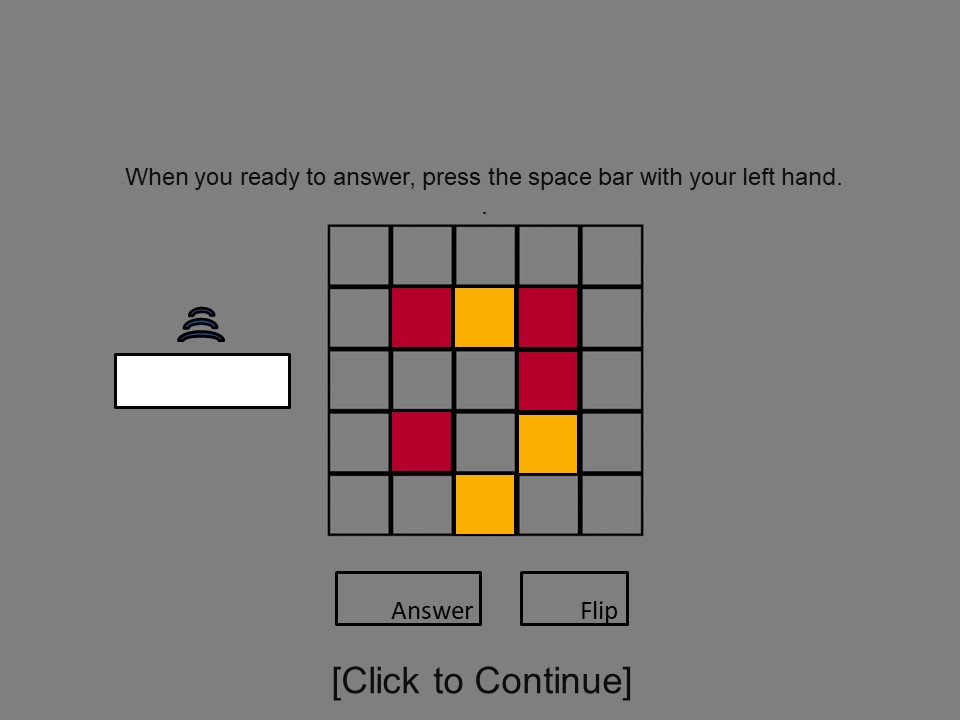 When you ready to answer, press the space bar with your left hand.
.
Answer
Flip
[Click to Continue]